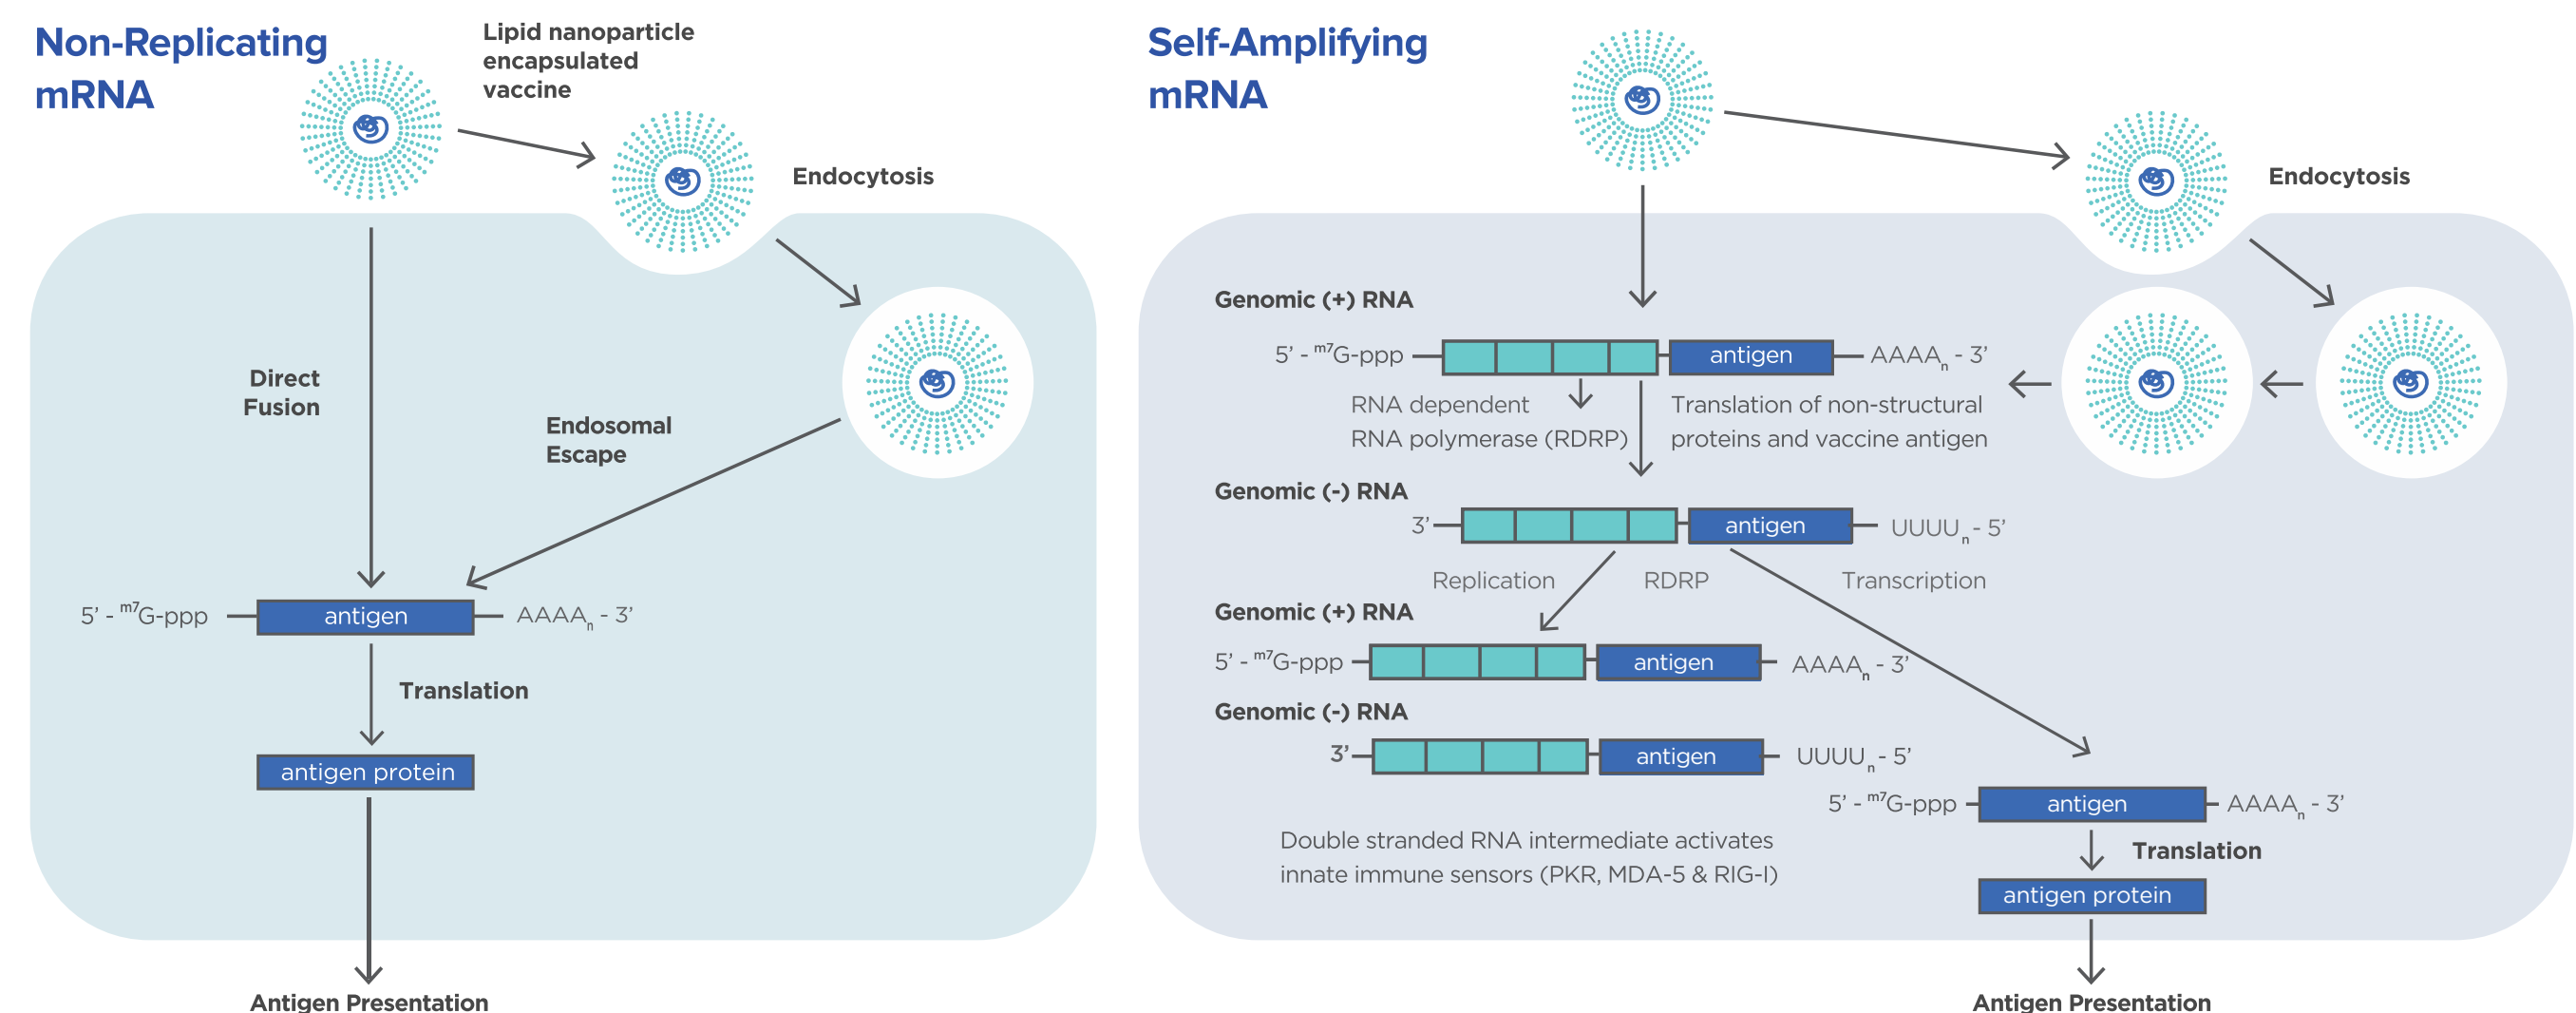 Non-Replicating
mRNA
Lipid nanoparticle
encapsulated
vaccine
Endocytosis
Direct
Fusion
Endosomal
Escape
5’ - m7G-ppp
antigen
AAAAn - 3’
Translation
antigen protein
Antigen Presentation
Self-Amplifying
mRNA
Endocytosis
Genomic (+) RNA
5’ - m7G-ppp
antigen
AAAAn - 3’
RNA dependent
RNA polymerase (RDRP)
Translation of non-structural
proteins and vaccine antigen
Genomic (-) RNA
3’
antigen
UUUUn - 5’
Replication
RDRP
Transcription
Genomic (+) RNA
5’ - m7G-ppp
antigen
AAAAn - 3’
Genomic (-) RNA
3’
antigen
UUUUn - 5’
Double stranded RNA intermediate activates
innate immune sensors (PKR, MDA-5 & RIG-I)
5’ - m7G-ppp
antigen
AAAAn - 3’
Translation
antigen protein
Antigen Presentation